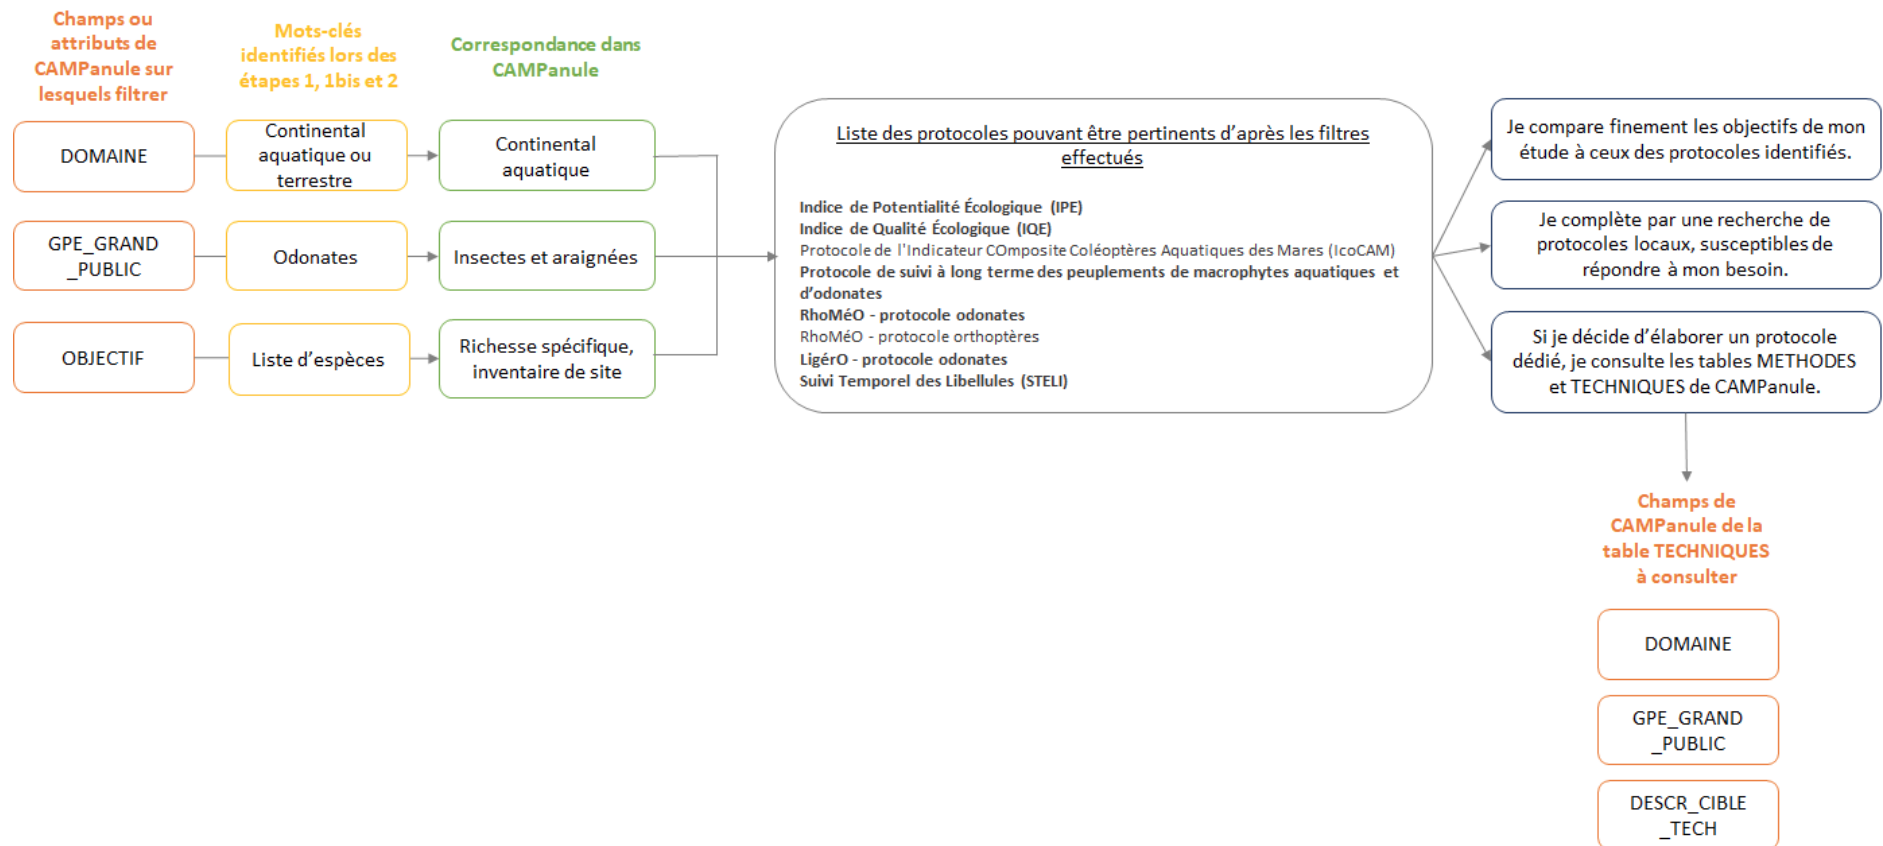 Champs ou
attributs de
CAMPanule sur
lesquels filtrer
Mots-clés
identifiés lors des
étapes 1, 1bis et 2
Correspondance dans
CAMPanule
DOMAINE
Continental
aquatique ou
terrestre
Continental
aquatique
GPE_GRAND
_PUBLIC
Odonates
Insectes et araignées
OBJECTIF
Liste d’espèces
Richesse spécifique,
inventaire de site
Liste des protocoles pouvant être pertinents d’après les filtres
effectués
Indice de Potentialité Écologique (IPE)
Indice de Qualité Écologique (IQE)
Protocole de l'Indicateur COmposite Coléoptères Aquatiques des Mares (IcoCAM)
Protocole de suivi à long terme des peuplements de macrophytes aquatiques et
d’odonates
RhoMéO - protocole odonates
RhoMéO - protocole orthoptères
LigérO - protocole odonates
Suivi Temporel des Libellules (STELI)
Je compare finement les objectifs de mon
étude à ceux des protocoles identifiés.
Je complète par une recherche de
protocoles locaux, susceptibles de
répondre à mon besoin.
Si je décide d’élaborer un protocole
dédié, je consulte les tables METHODES
et TECHNIQUES de CAMPanule.
Champs de
CAMPanule de la
table TECHNIQUES
à consulter
DOMAINE
GPE_GRAND
_PUBLIC
DESCR_CIBLE
_TECH